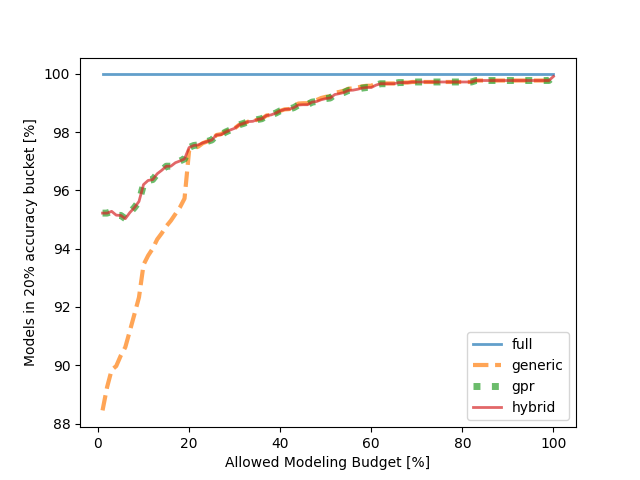 100
98
96
94
92
90
88
Models in 20% accuracy bucket [%]
full
generic
gpr
hybrid
0 20 40 60 80 100
Allowed Modeling Budget [%]